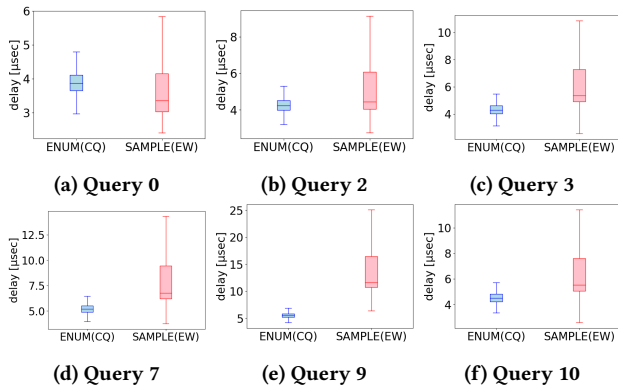 delay [μsec]
6
5
4
3
ENUM(CQ) SAMPLE(EW)
(a) Query 0
delay [μsec]
8
6
4
ENUM(CQ) SAMPLE(EW)
(b) Query 2
delay [μsec]
10
8
6
4
ENUM(CQ) SAMPLE(EW)
(c) Query 3
delay [μsec]
12.5
10.0
7.5
5.0
ENUM(CQ) SAMPLE(EW)
(d) Query 7
delay [μsec]
25
20
15
10
5
ENUM(CQ) SAMPLE(EW)
(e) Query 9
delay [μsec]
10
8
6
4
ENUM(CQ) SAMPLE(EW)
(f) Query 10